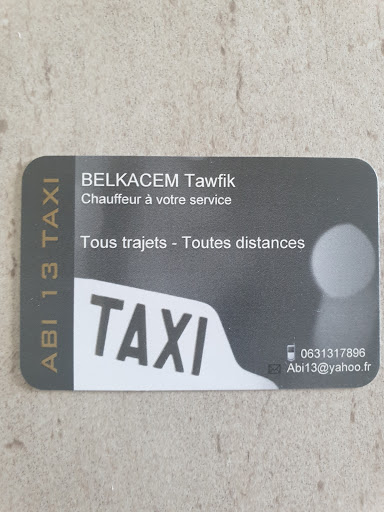 ABI 13 TAXI
BELKACEM Tawfik
Chauffeur à votre service
Tous trajets - Toutes distances
TAXI
0631317896
Abi13@yahoo.fr